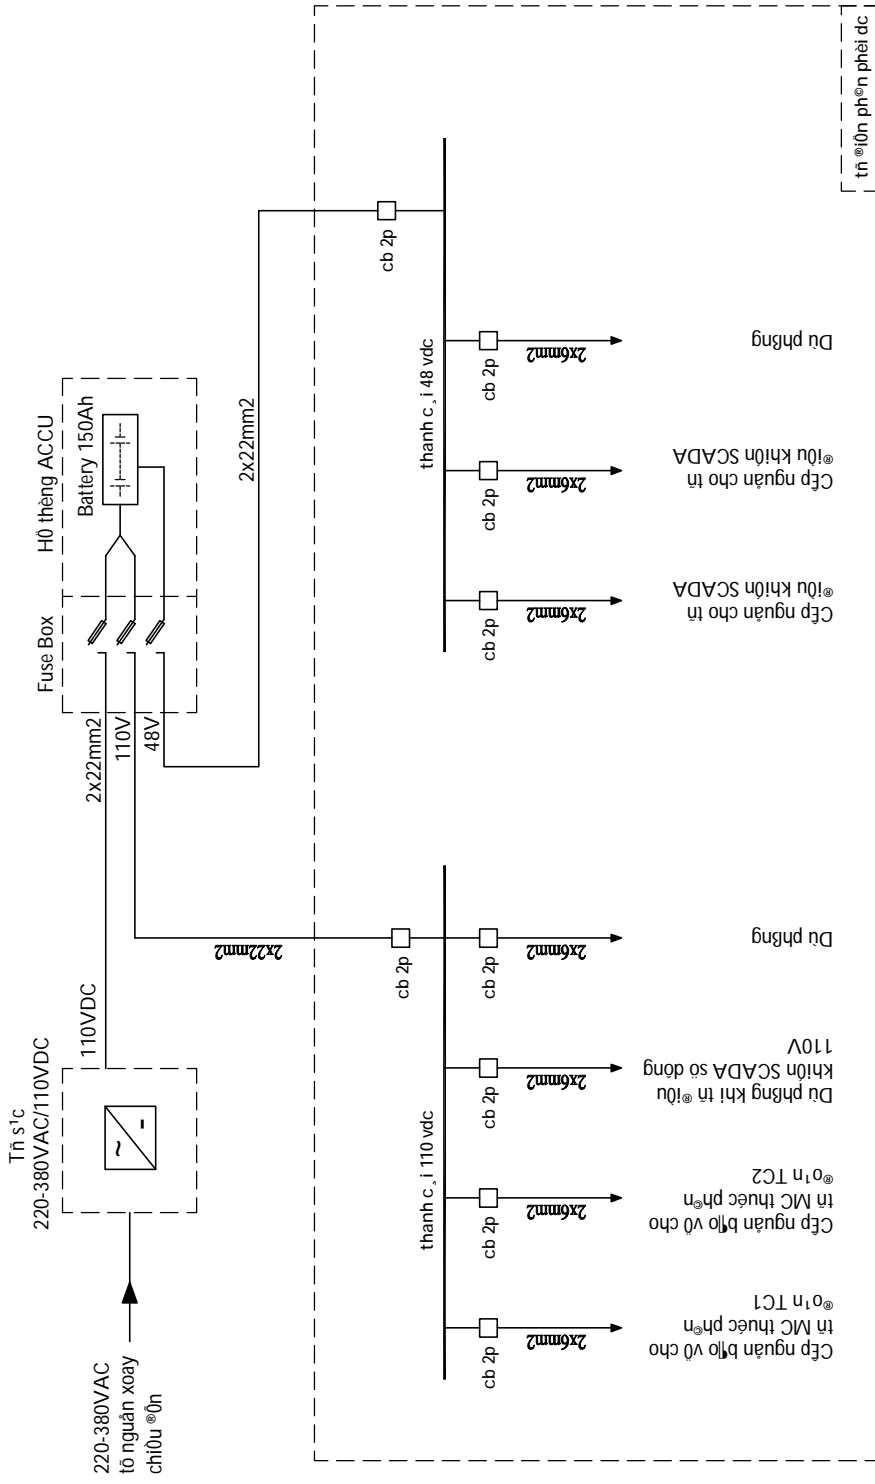 220-380VAC
tõ nguån xoay
chiÒu ®Õn
Tñ s¹c
220-380VAC/110VDC
110VDC
2x22mm2
110V
48V
Fuse Box
HÖ thèng ACCU
Battery 150Ah
2x22mm2
2x22mm2
cb 2p
cb 2p
thanh c¸i 110 vdc
thanh c¸i 48 vdc
cb 2p
cb 2p
cb 2p
cb 2p
cb 2p
cb 2p
cb 2p
2x6mm2
2x6mm2
2x6mm2
2x6mm2
2x6mm2
2x6mm2
2x6mm2
CÊp nguån b¶o vÖ cho
tñ MC thuéc ph©n
®o¹n TC1
CÊp nguån b¶o vÖ cho
tñ MC thuéc ph©n
®o¹n TC2
Dù phßng khi tñ ®iÒu
khiÓn SCADA sö dông
110V
Dù phßng
CÊp nguån cho tñ
®iÒu khiÓn SCADA
CÊp nguån cho tñ
®iÒu khiÓn SCADA
Dù phßng
tñ ®iÖn ph©n phèi dc